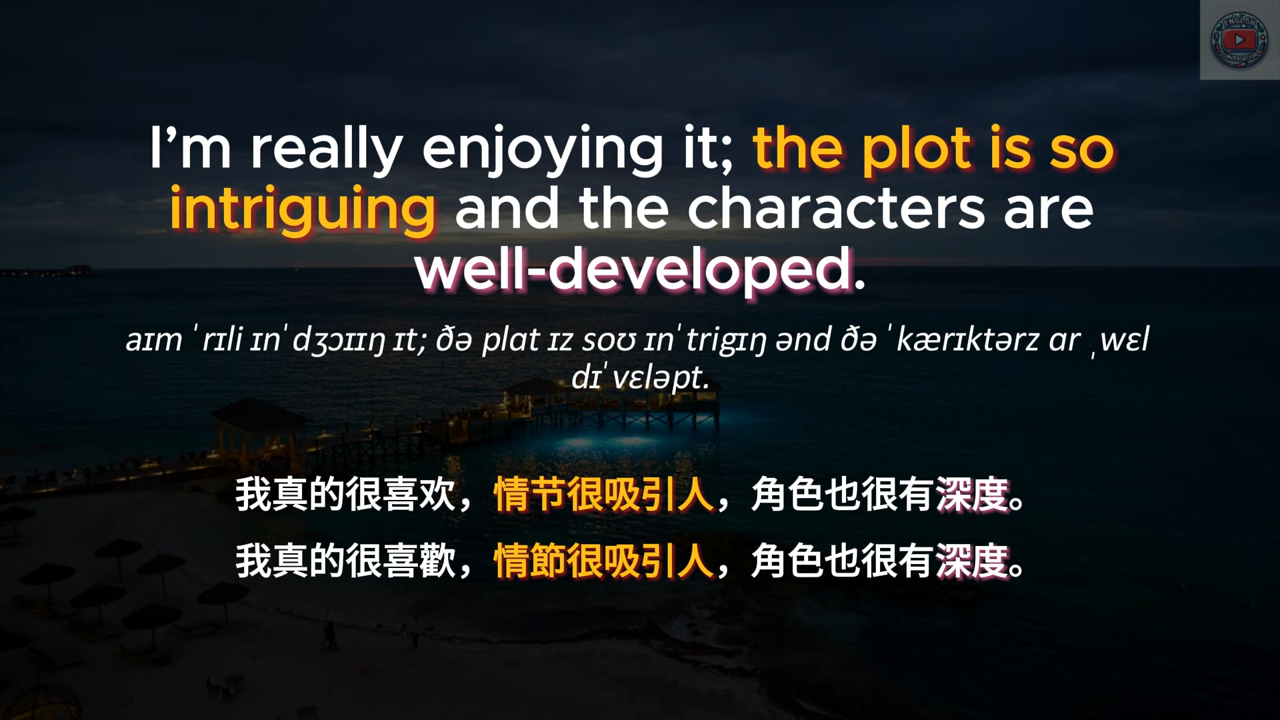 I’m really enjoying it; the plot is so
intriguing and the characters are
well-developed.
aɪm ˈrɪli ɪnˈdʒɔɪɪŋ ɪt; ðə plɑt ɪz soʊ ɪnˈtrigɪŋ ənd ðə ˈkærɪktərz ɑr ˌwɛl
dɪˈvɛləpt.
我真的很喜欢，情节很吸引人，角色也很有深度。
我真的很喜歡，情節很吸引人，角色也很有深度。